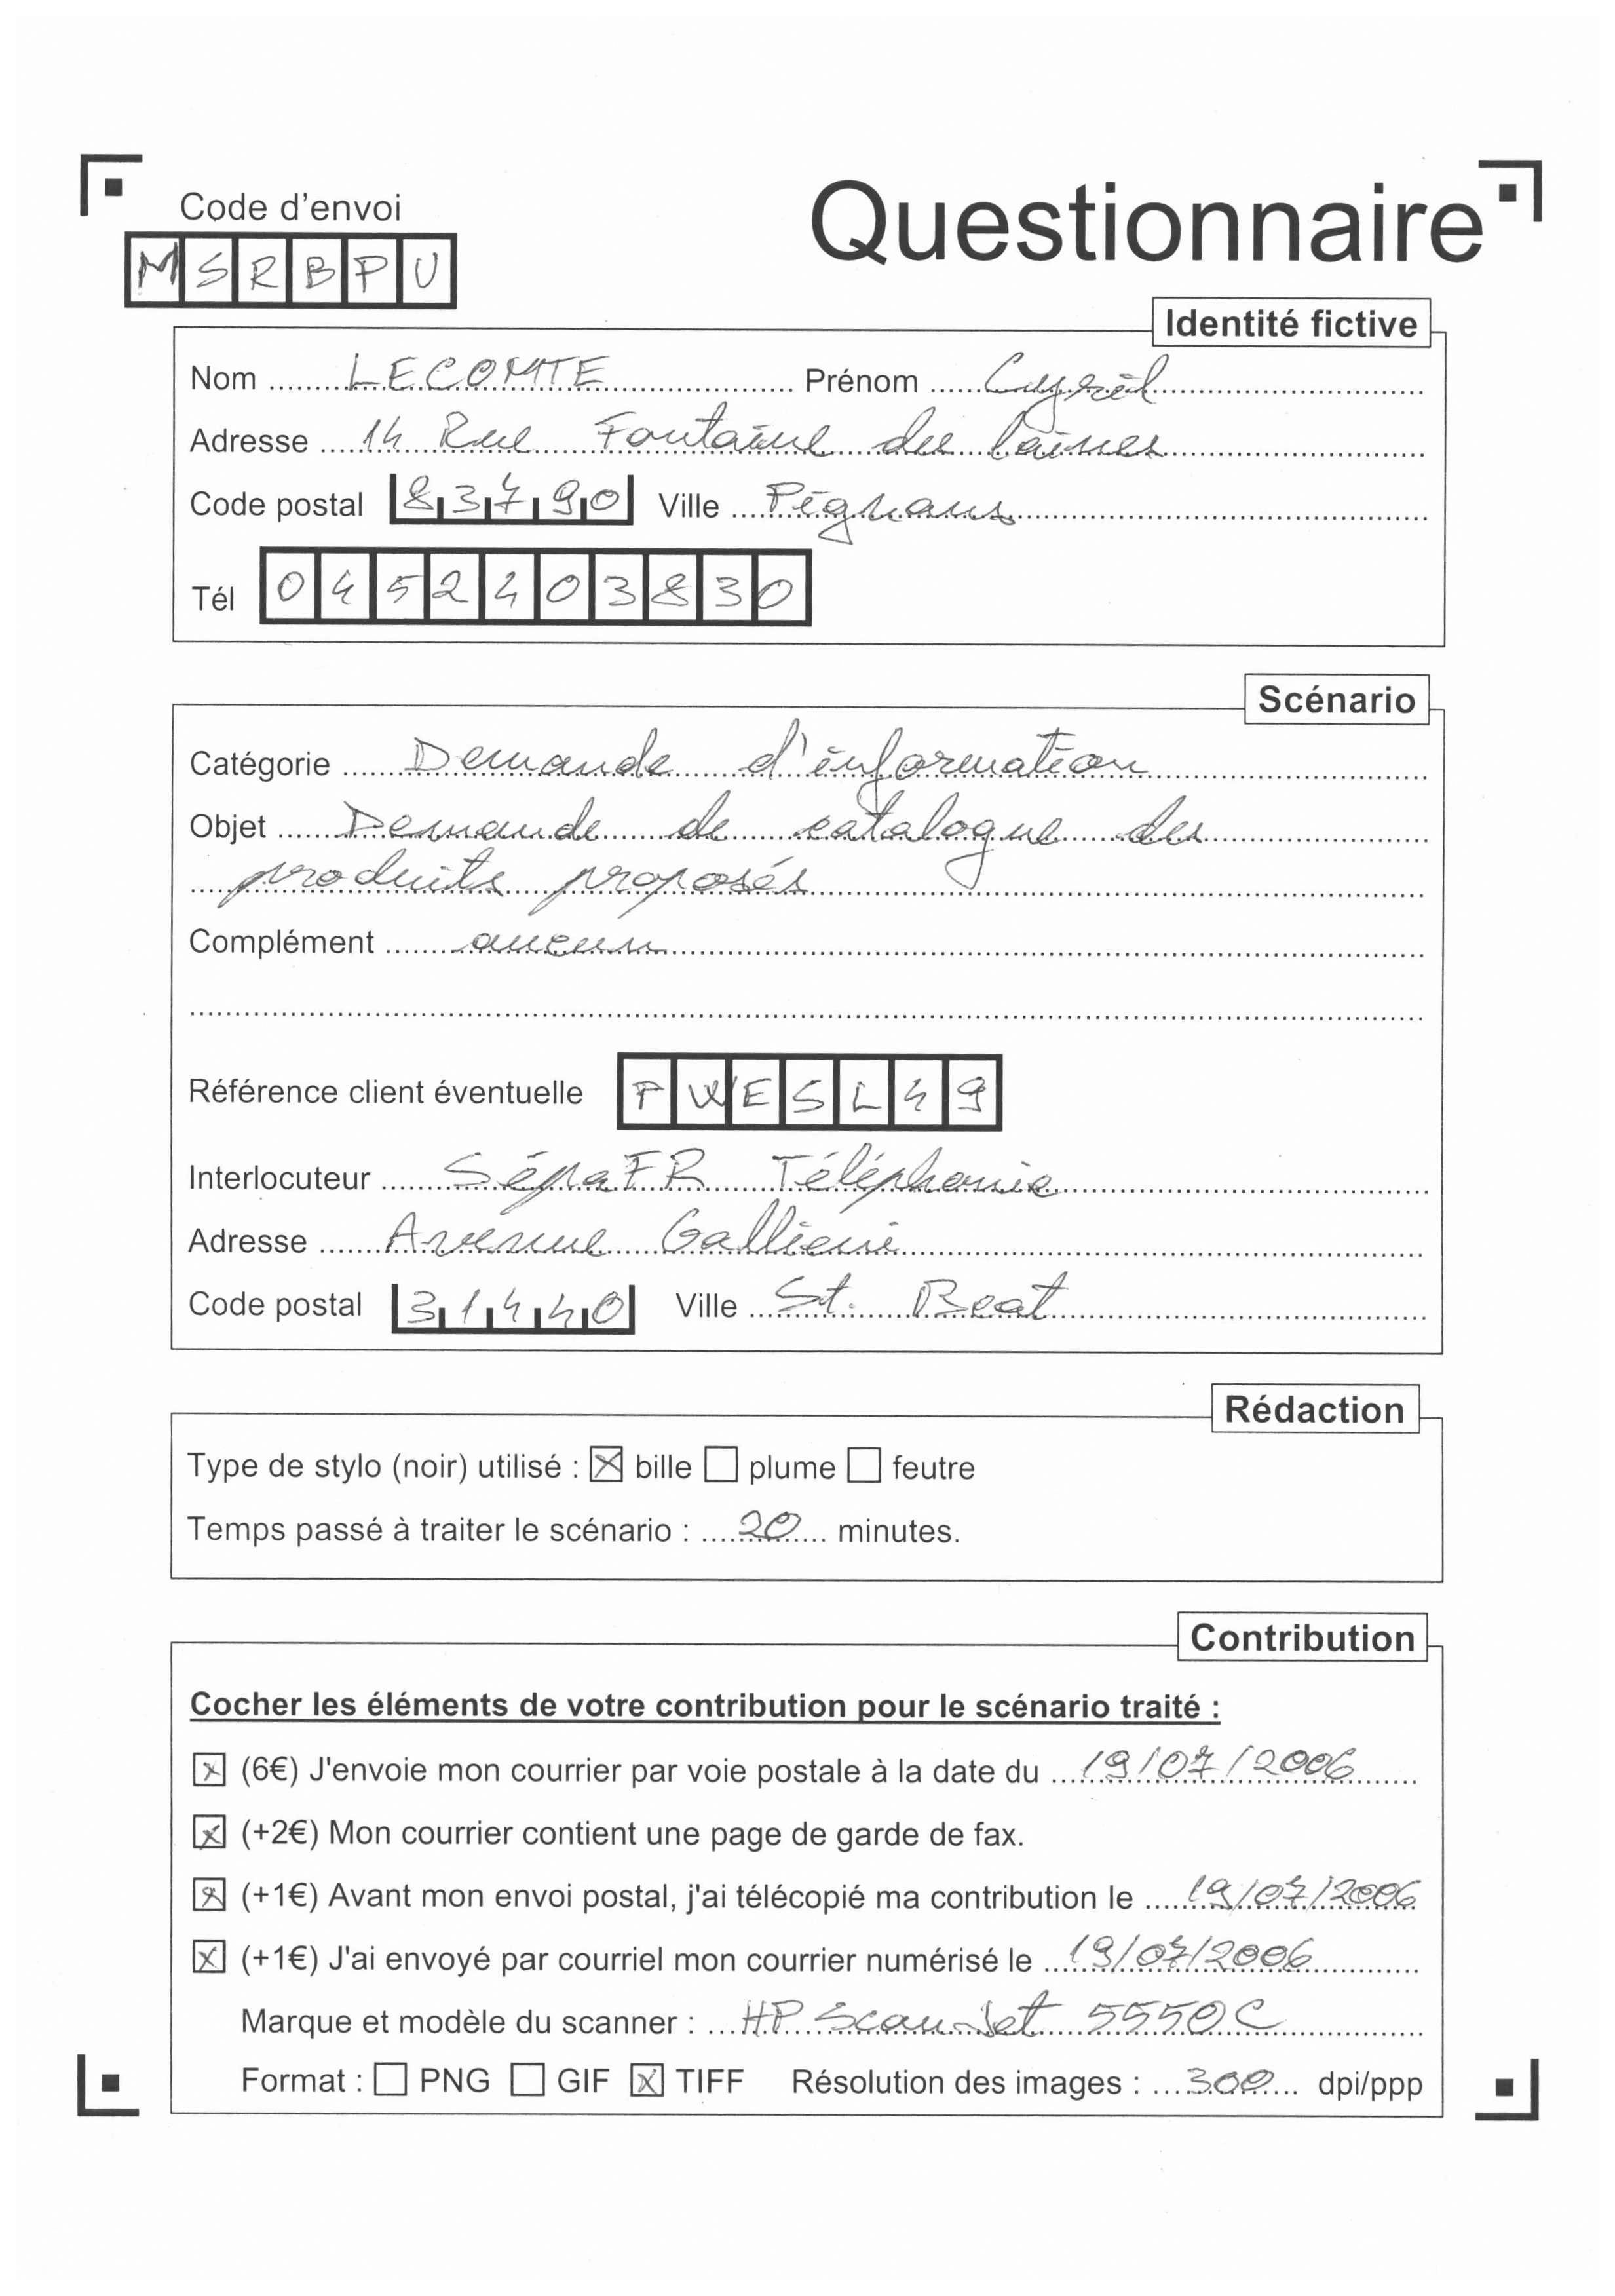 Code d'envoi
Questionnaire
MSRBPU
Identité fictive
Nom LECOMTE Prénom Cyril
Adresse 14 Rue Fontaine des laines
Code postal 83790 Ville Pignans
Tél 0452403830
Scénario
Catégorie Demande d'information
Objet Demande de catalogue des
produits proposés
Complément aucun
Référence client éventuelle PWESL49
Interlocuteur SépaFR Téléphonie
Adresse Avenue Gallieni
Code postal 31440 Ville St. Beat
Rédaction
Type de stylo (noir) utilisé : ☒ bille ☐ plume ☐ feutre
Temps passé à traiter le scénario : 20 minutes.
Contribution
Cocher les éléments de votre contribution pour le scénario traité :
☒ (6€) J'envoie mon courrier par voie postale à la date du 19/07/2006
☒ (+2€) Mon courrier contient une page de garde de fax.
☒ (+1€) Avant mon envoi postal, j'ai télécopié ma contribution le 19/07/2006
☒ (+1€) J'ai envoyé par courriel mon courrier numérisé le 19/07/2006
Marque et modèle du scanner : HP ScanJet 5550C
Format : ☐ PNG ☐ GIF ☒ TIFF Résolution des images : 300 dpi/ppp